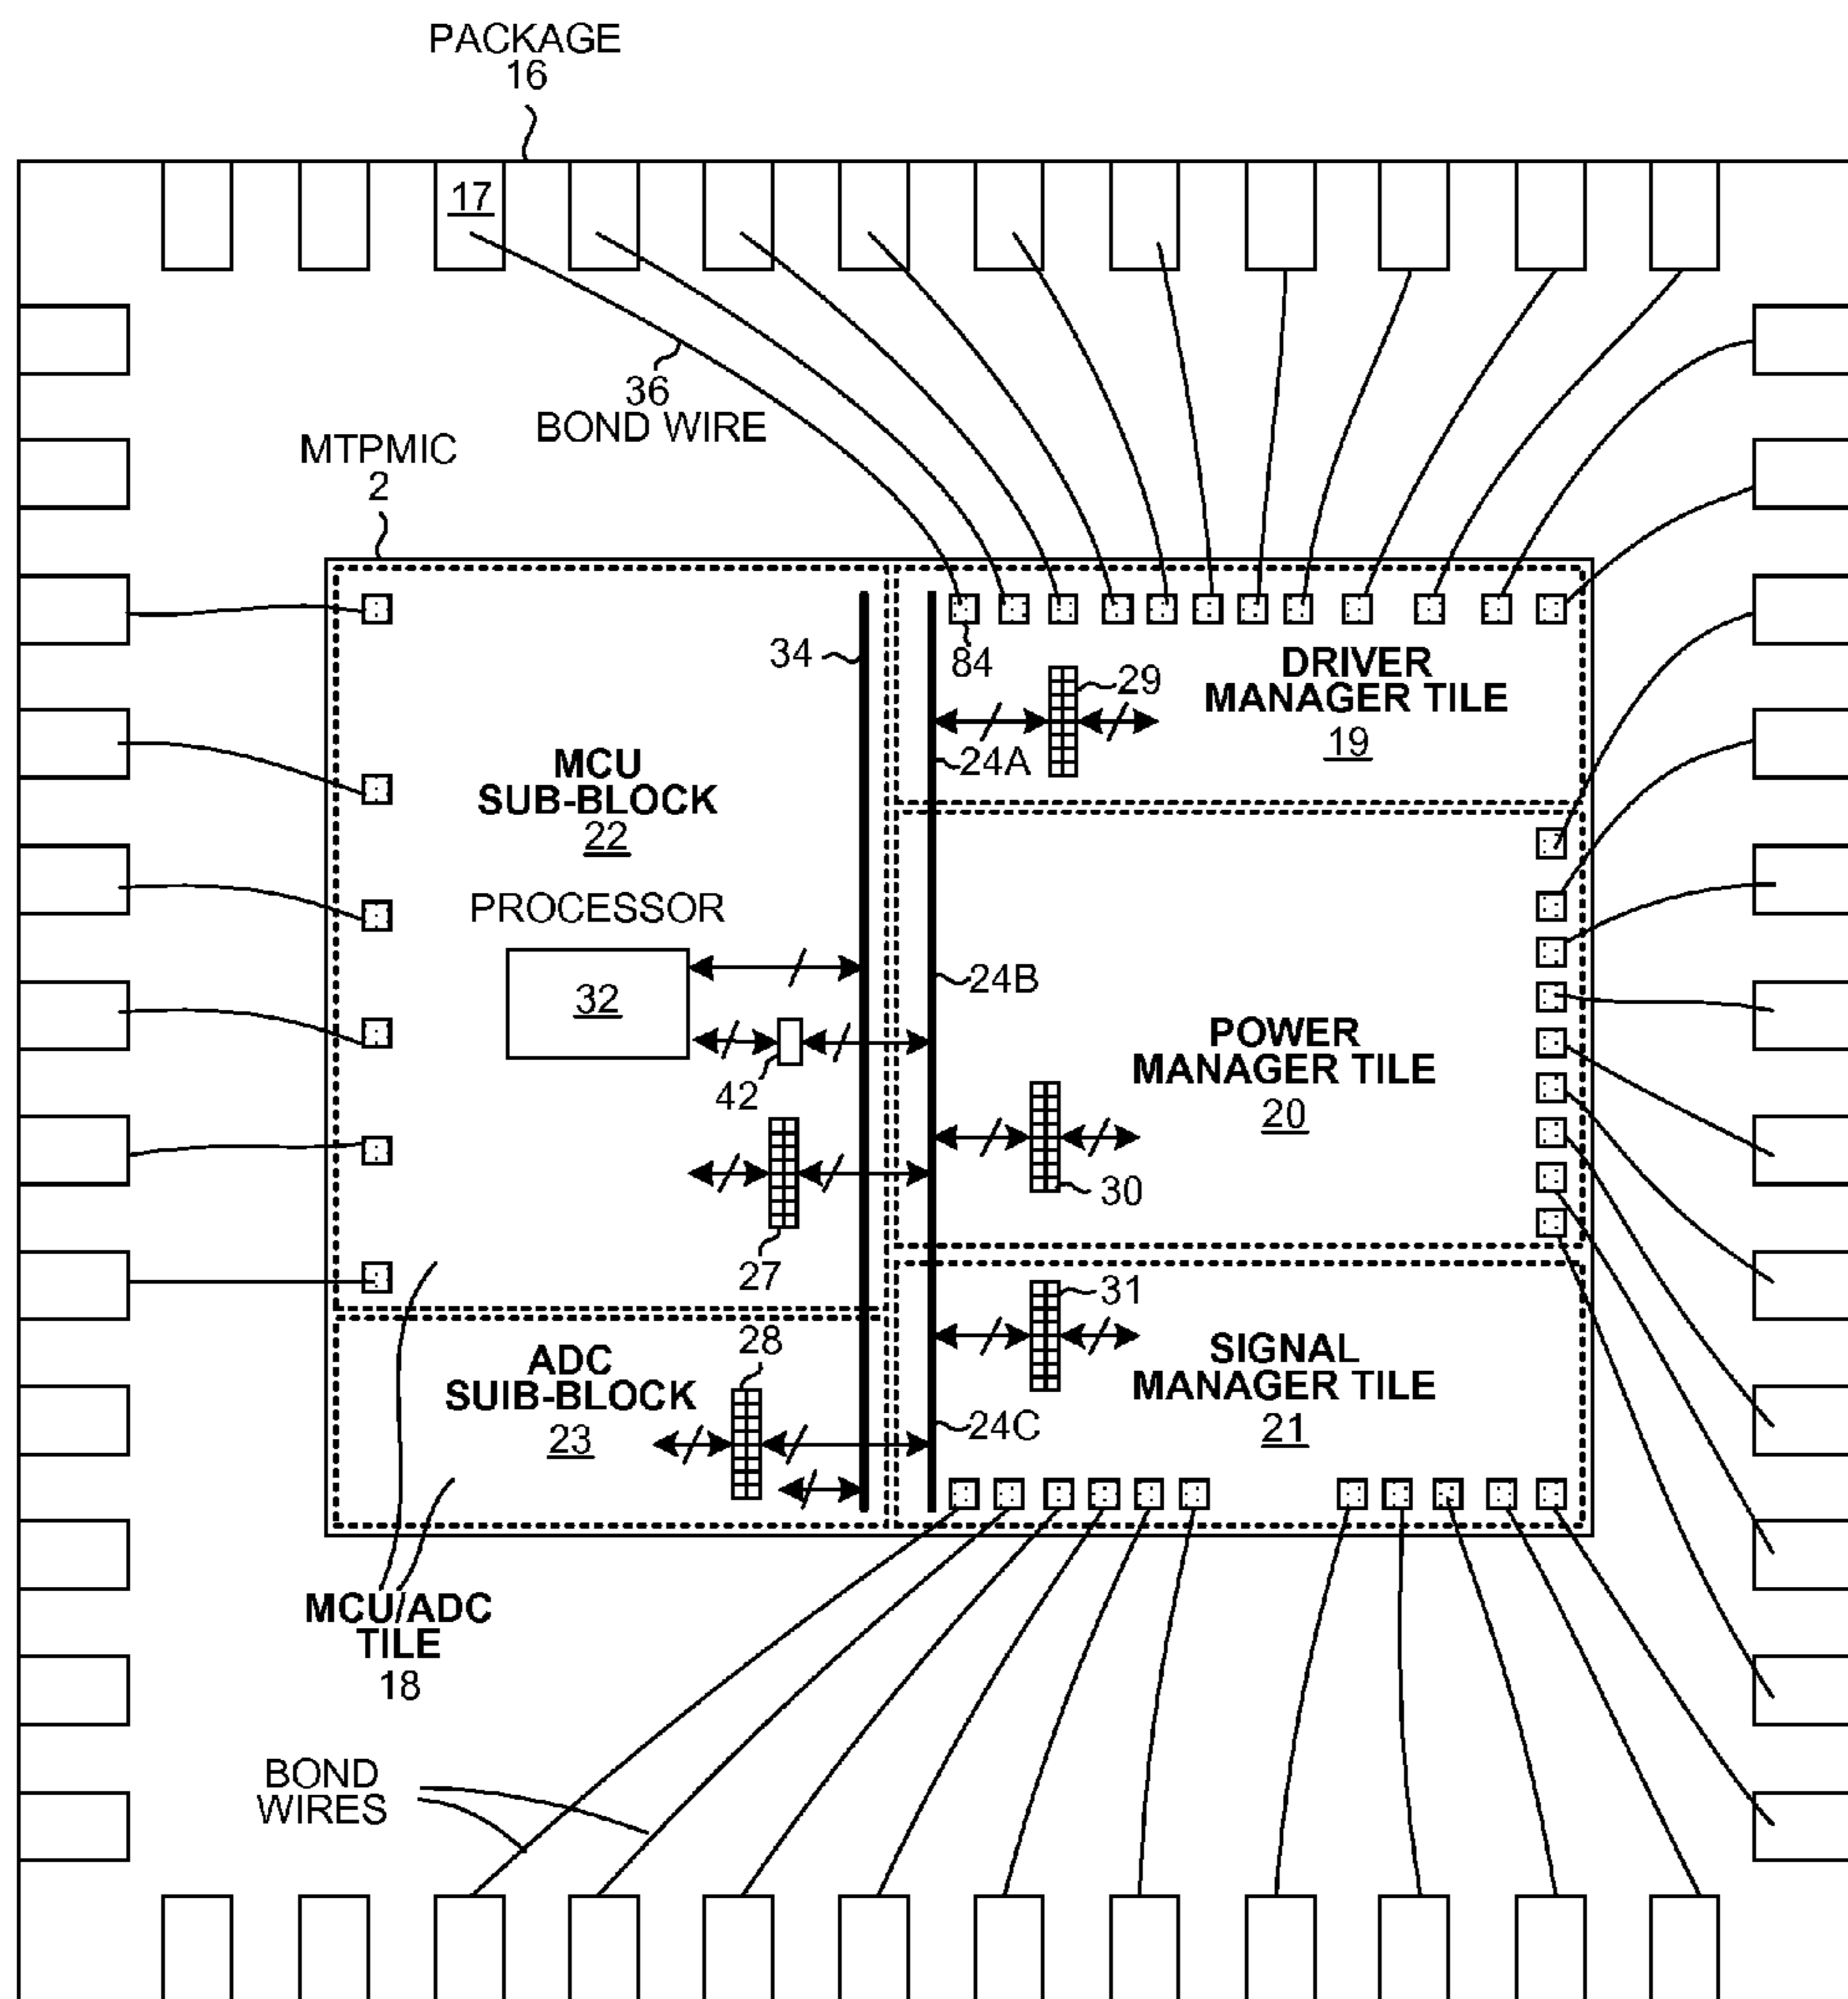 PACKAGE
16
17
36
BOND WIRE
MTPMIC
2
34
84
29
DRIVER
MANAGER TILE
19
24A
MCU
SUB-BLOCK
22
PROCESSOR
32
24B
42
POWER
MANAGER TILE
20
30
27
31
28
ADC
SUIB-BLOCK
23
SIGNAL
MANAGER TILE
21
24C
MCU/ADC
TILE
18
BOND
WIRES